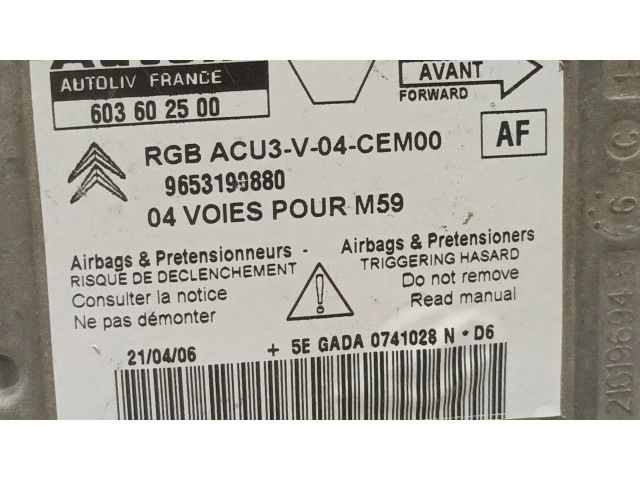 AUTOLIV FRANCE
603 60 25 00
AVANT
FORWARD
AF
RGB ACU3-V-04-CEM00
9653199880
04 VOIES POUR M59
Airbags & Pretensionneurs
RISQUE DE DECLENCHEMENT
Consulter la notice
Ne pas démonter
Airbags & Pretensioners
TRIGGERING HASARD
Do not remove
Read manual
21/04/06
+ 5E GADA 0741028 N * D6